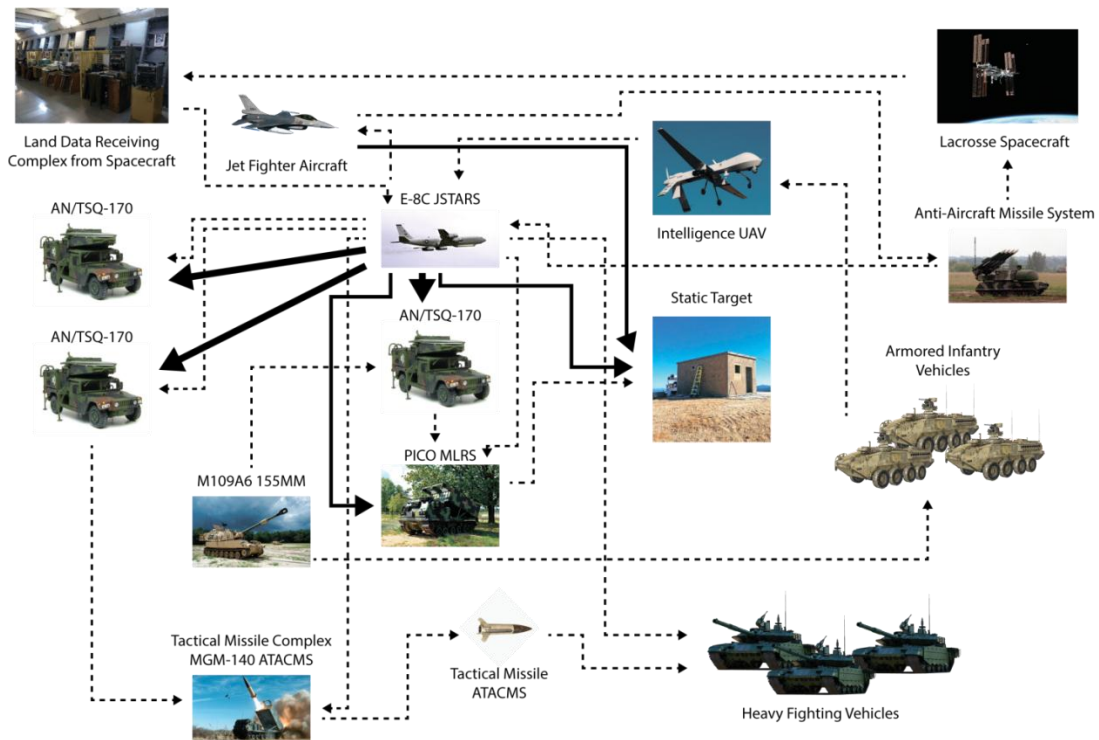 Land Data Receiving
Complex from Spacecraft
Jet Fighter Aircraft
Lacrosse Spacecraft
E-8C JSTARS
Intelligence UAV
Anti-Aircraft Missile System
AN/TSQ-170
AN/TSQ-170
AN/TSQ-170
Static Target
Armored Infantry
Vehicles
PICO MLRS
M109A6 155MM
Tactical Missile Complex
MGM-140 ATACMS
Tactical Missile
ATACMS
Heavy Fighting Vehicles